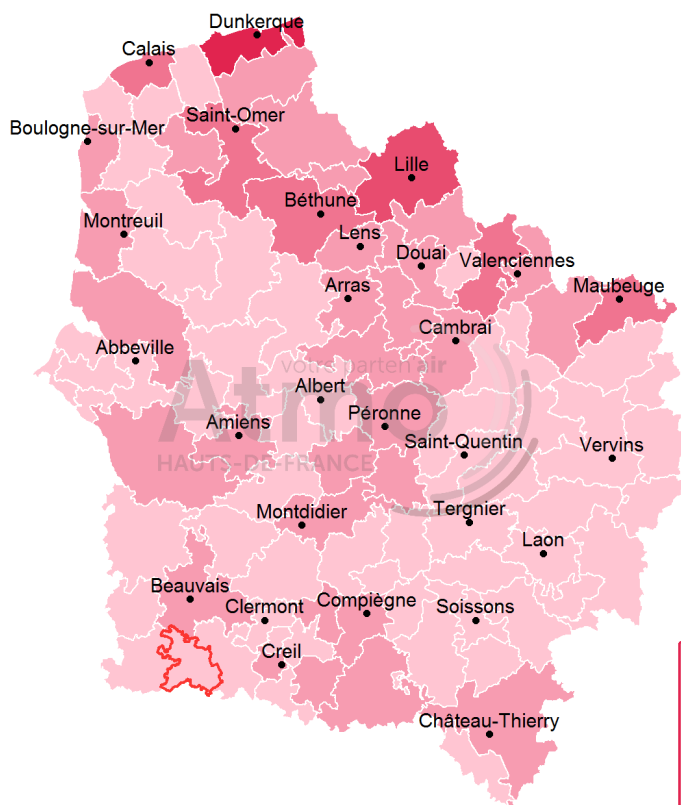 Dunkerque
Calais
Saint-Omer
Boulogne-sur-Mer
Lille
Béthune
Montreuil
Lens
Douai
Valenciennes
Arras
Maubeuge
Cambrai
Abbeville
votre parten'air
Albert
Atmo
Péronne
Amiens
Saint-Quentin
Vervins
HAUTS-DE-FRANCE
Montdidier
Tergnier
Laon
Beauvais
Clermont
Compiègne
Soissons
Creil
Château-Thierry